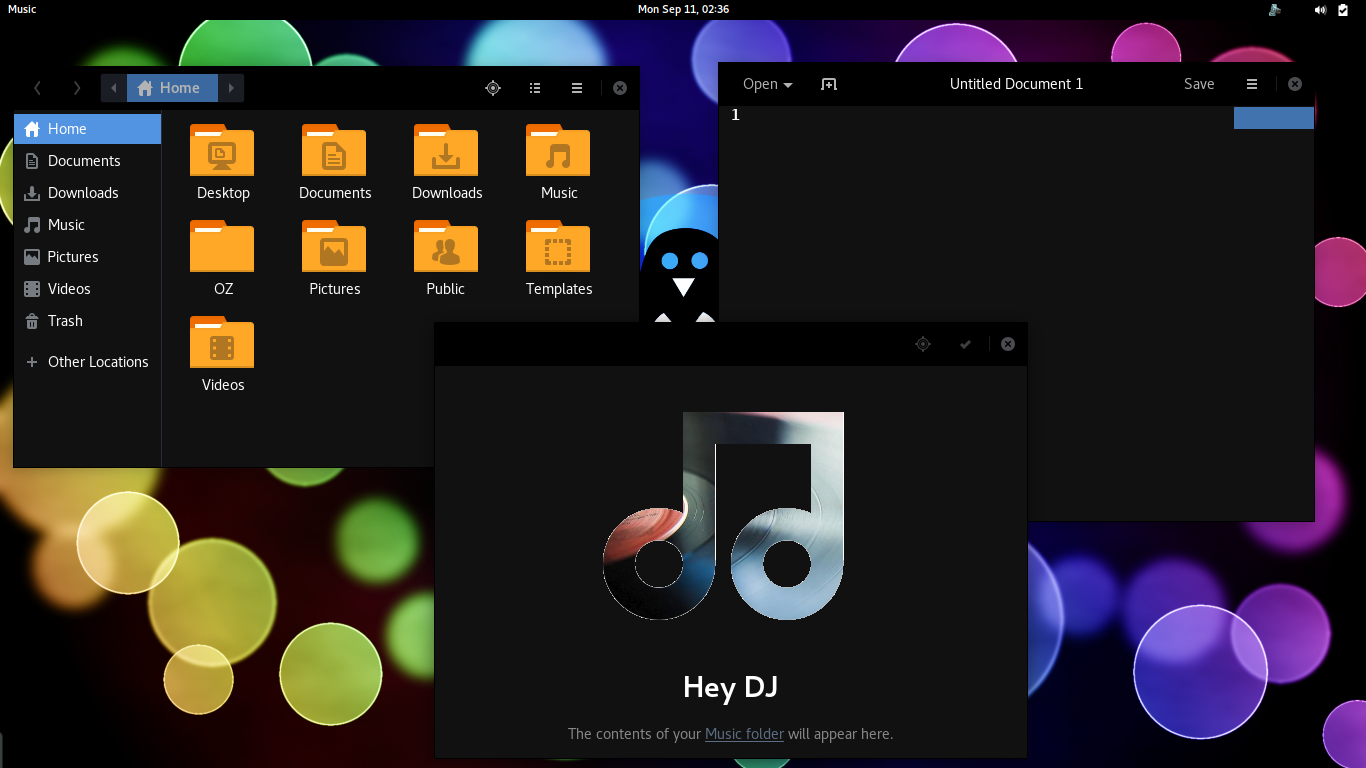 Music
Mon Sep 11, 02:36
Home
Home
Documents
Downloads
Music
Pictures
Videos
Trash
Other Locations
Desktop
Documents
Downloads
Music
OZ
Pictures
Public
Templates
Videos
Open
Untitled Document 1
Save
1
Hey DJ
The contents of your Music folder will appear here.